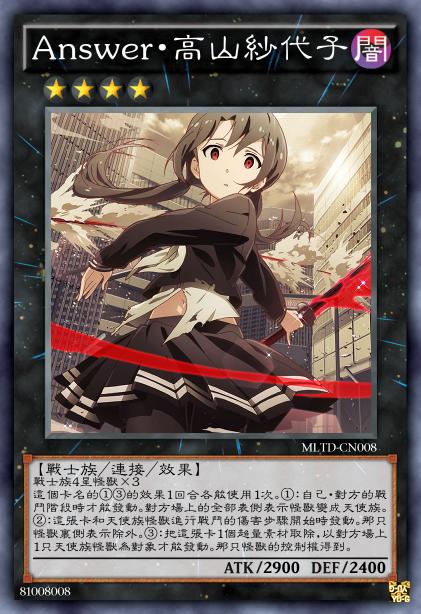 Answer・高山紗代子
闇
MLTD-CN008
【戰士族/連接/效果】
戰士族4星怪獸×3
這個卡名的①③的效果1回合各能使用1次。①：自己·對方的戰
鬥階段時才能發動。對方場上的全部表側表示怪獸變成天使族。
②：這張卡和天使族怪獸進行戰鬥的傷害步驟開始時發動。那只
怪獸裏側表示除外。③：把這張卡1個超量素材取除，以對方場上
1只天使族怪獸為對象才能發動。那只怪獸的控制權得到。
ATK/2900 DEF/2400
81008008